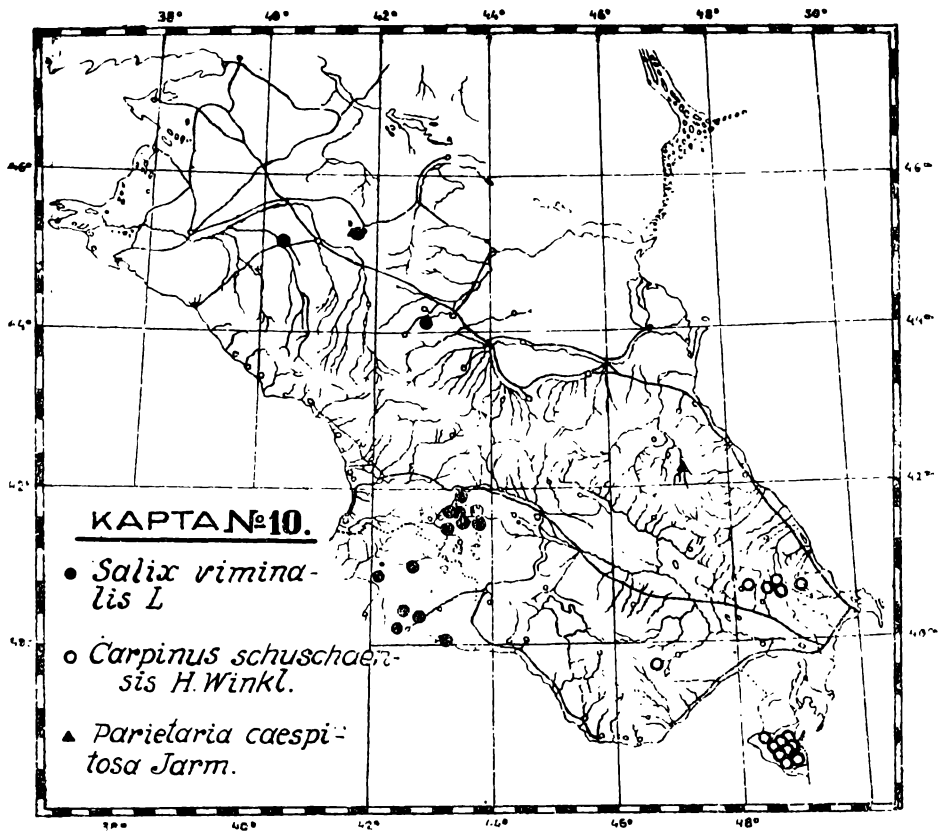 38° 40° 42° 44° 46° 48° 50°
46° 46°
44° 44°
42° 42°
КАРТА №10.
Salix vimina-
lis L
40° 40°
Carpinus schuschaen-
sis H. Winkl.
Parietaria caespi-
tosa Jarm.
38° 40° 42° 44° 46° 48°